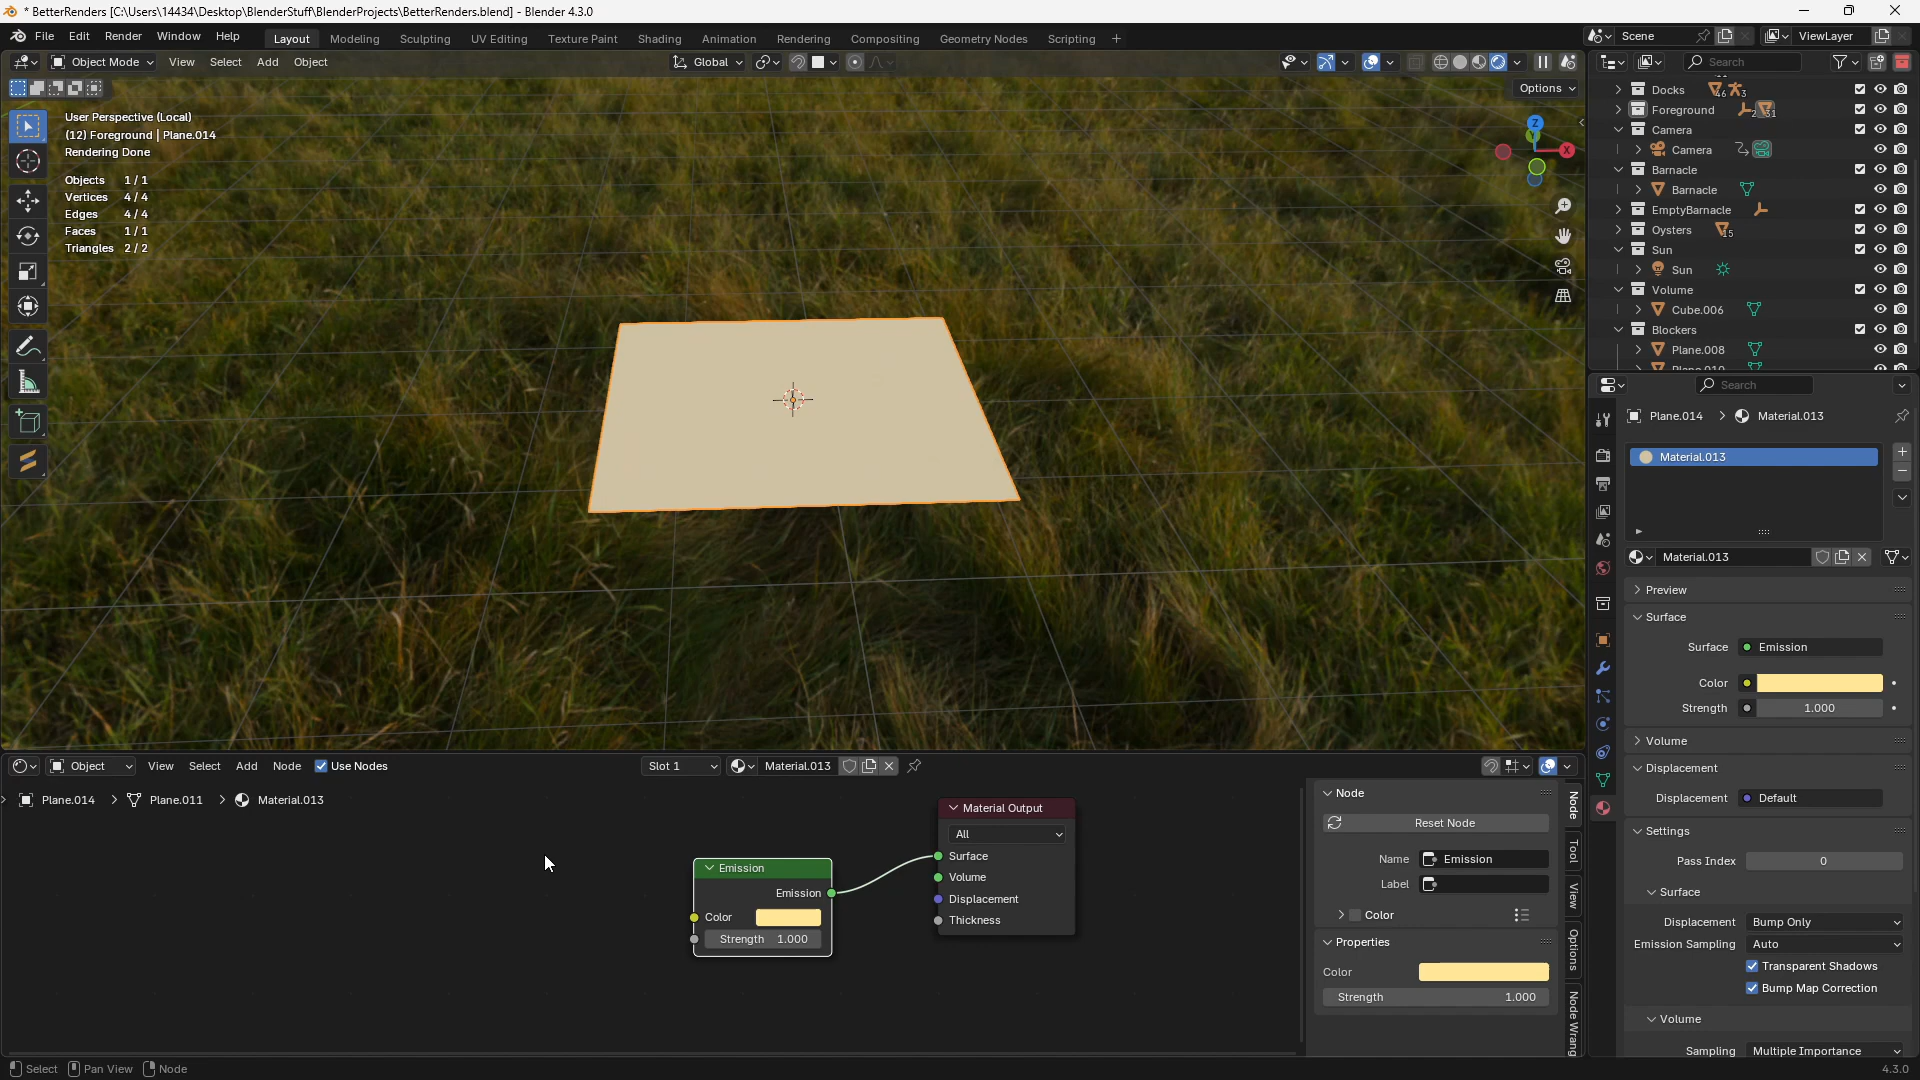 * BetterRenders [C:\Users\14434\Desktop\BlenderStuff\BlenderProjects\BetterRenders.blend] - Blender 4.3.0
File Edit Render Window Help Layout Modeling Sculpting UV Editing Texture Paint Shading Animation Rendering Compositing Geometry Nodes Scripting + Scene ViewLayer
Object Mode View Select Add Object Global Search
Options
User Perspective (Local)
(12) Foreground | Plane.014
Rendering Done
Objects 1/1
Vertices 4/4
Edges 4/4
Faces 1/1
Triangles 2/2
Z
Y
X
Docks 46 3
Foreground 2 31
Camera
Camera
Barnacle
Barnacle
EmptyBarnacle
Oysters 15
Sun
Sun
Volume
Cube.006
Blockers
Plane.008
Search
Plane.014 > Material.013
Material.013
Material.013
Preview
Surface
Surface Emission
Color
Strength 1.000
Volume
Displacement
Displacement Default
Settings
Pass Index 0
Surface
Displacement Bump Only
Emission Sampling Auto
Transparent Shadows
Bump Map Correction
Volume
Sampling Multiple Importance
Object View Select Add Node Use Nodes Slot 1 Material.013
Plane.014 > Plane.011 > Material.013
Emission
Emission
Color
Strength 1.000
Material Output
All
Surface
Volume
Displacement
Thickness
Node
Reset Node
Name Emission
Label
Color
Properties
Color
Strength 1.000
Node
Tool
View
Options
Node Wrang
Select Pan View Node 4.3.0